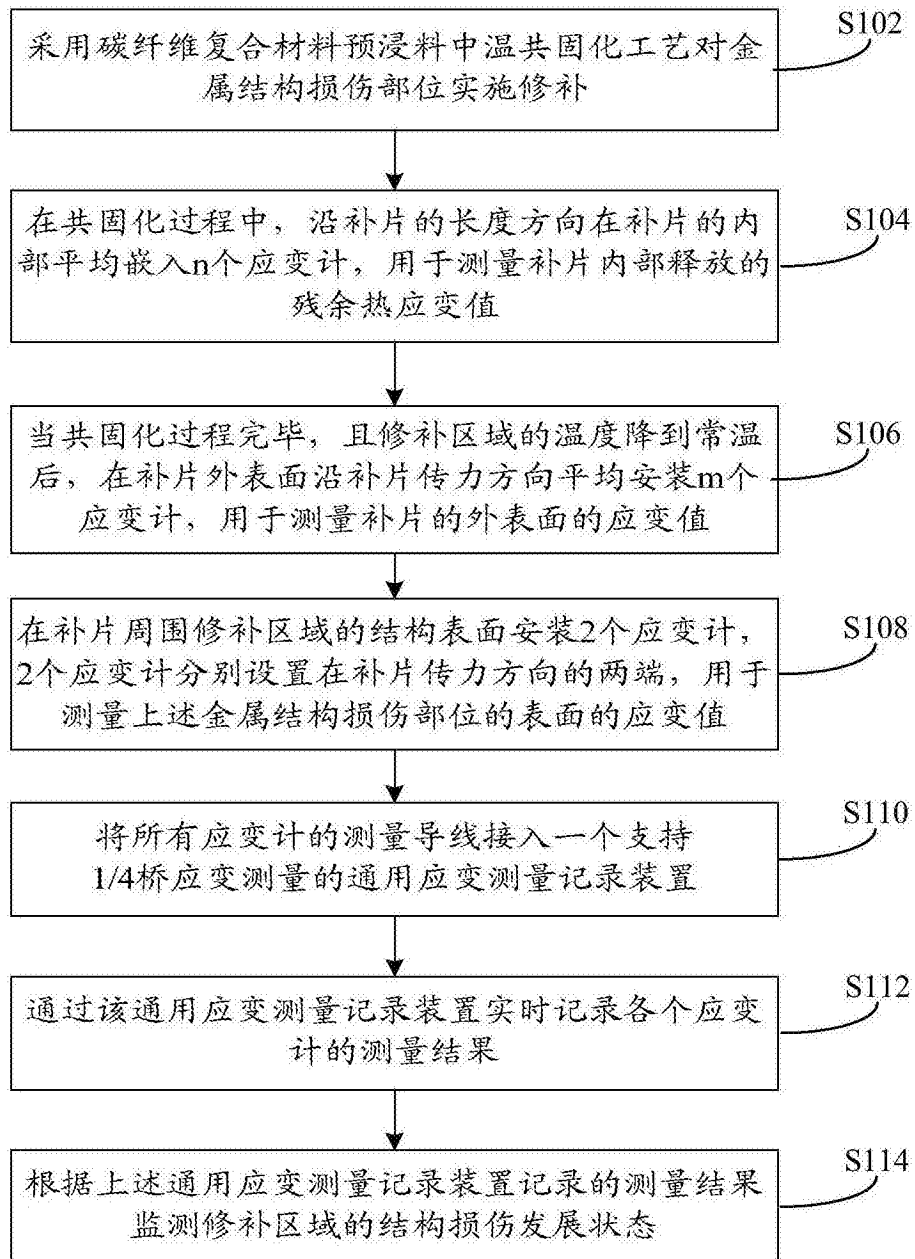 采用碳纤维复合材料预浸料中温共固化工艺对金
属结构损伤部位实施修补
S102
在共固化过程中，沿补片的长度方向在补片的内
部平均嵌入n个应变计，用于测量补片内部释放的
残余热应变值
S104
当共固化过程完毕，且修补区域的温度降到常温
后，在补片外表面沿补片传力方向平均安装m个
应变计，用于测量补片的外表面的应变值
S106
在补片周围修补区域的结构表面安装2个应变计，
2个应变计分别设置在补片传力方向的两端，用于
测量上述金属结构损伤部位的表面的应变值
S108
将所有应变计的测量导线接入一个支持
1/4桥应变测量的通用应变测量记录装置
S110
通过该通用应变测量记录装置实时记录各个应变
计的测量结果
S112
根据上述通用应变测量记录装置记录的测量结果
监测修补区域的结构损伤发展状态
S114